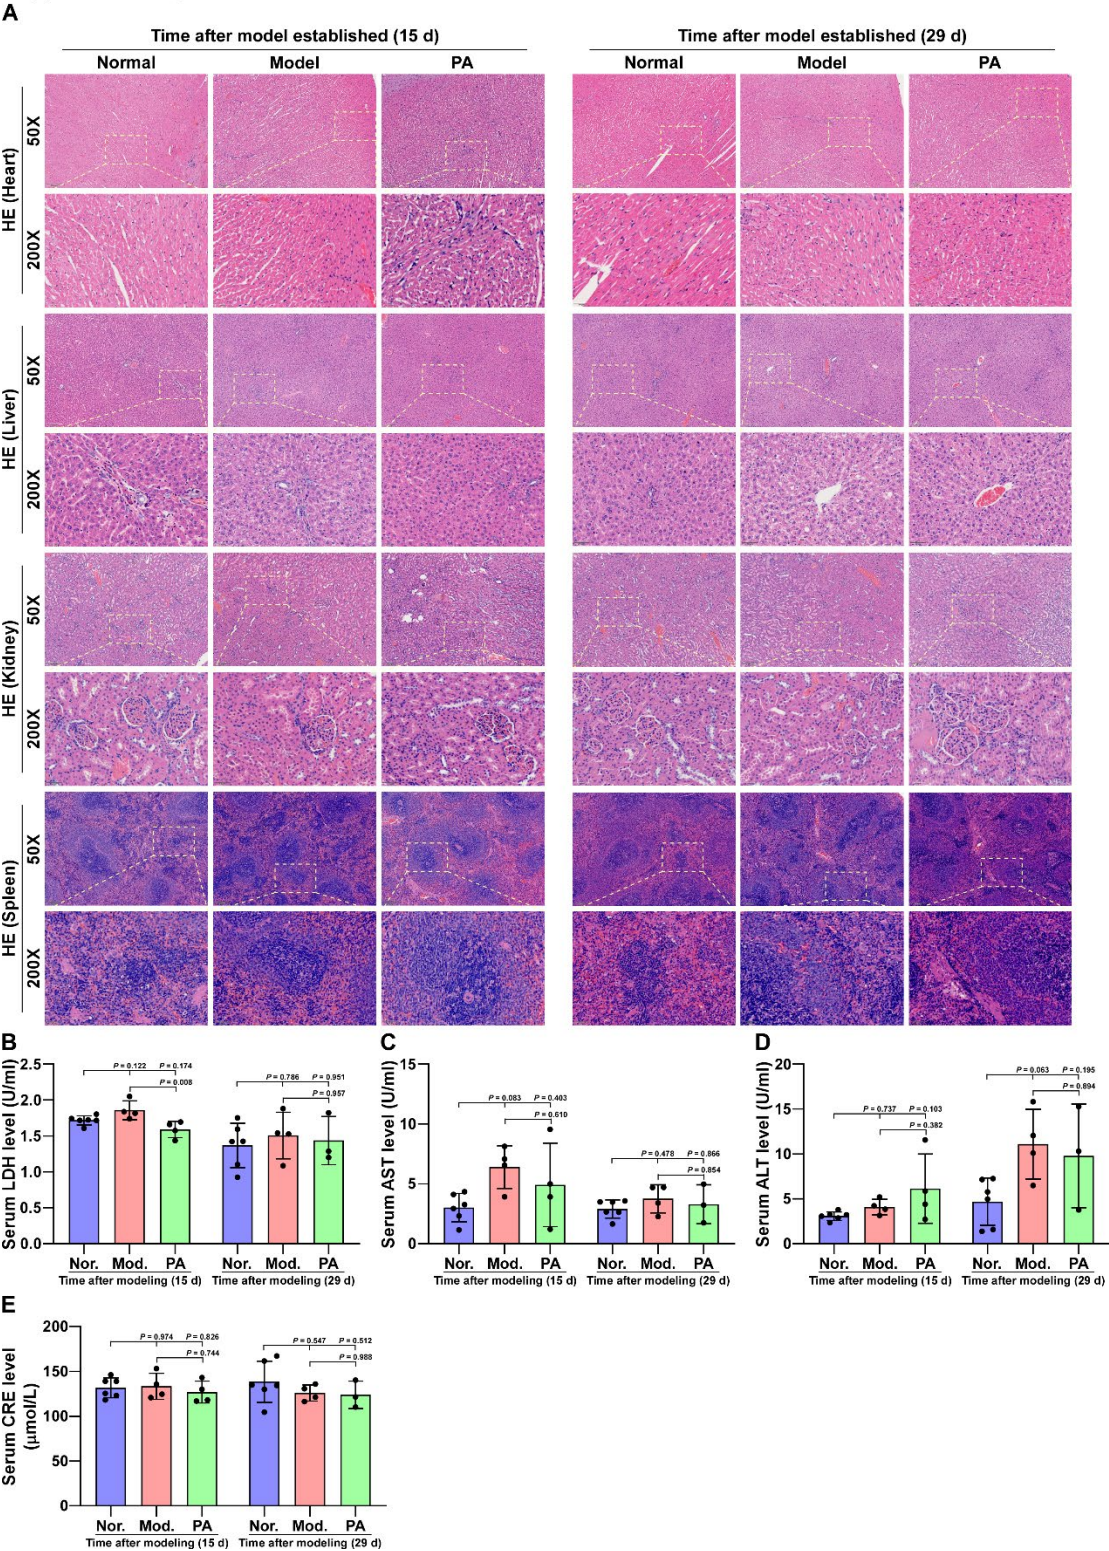 A
Time after model established (15 d)
Time after model established (29 d)
Normal
Model
PA
Normal
Model
PA
HE (Heart)
50X
200X
HE (Liver)
50X
200X
HE (Kidney)
50X
200X
HE (Spleen)
50X
200X
B
Serum LDH level (U/ml)
2.5
2.0
1.5
1.0
0.5
0.0
P = 0.122
P = 0.174
P = 0.008
P = 0.786
P = 0.951
P = 0.957
Nor.
Mod.
PA
Nor.
Mod.
PA
Time after modeling (15 d)
Time after modeling (29 d)
C
Serum AST level (U/ml)
15
10
5
0
P = 0.083
P = 0.403
P = 0.610
P = 0.478
P = 0.866
P = 0.854
Nor.
Mod.
PA
Nor.
Mod.
PA
Time after modeling (15 d)
Time after modeling (29 d)
D
Serum ALT level (U/ml)
20
15
10
5
0
P = 0.737
P = 0.103
P = 0.382
P = 0.063
P = 0.195
P = 0.894
Nor.
Mod.
PA
Nor.
Mod.
PA
Time after modeling (15 d)
Time after modeling (29 d)
E
Serum CRE level
(μmol/L)
200
150
100
50
0
P = 0.974
P = 0.826
P = 0.744
P = 0.547
P = 0.512
P = 0.988
Nor.
Mod.
PA
Nor.
Mod.
PA
Time after modeling (15 d)
Time after modeling (29 d)